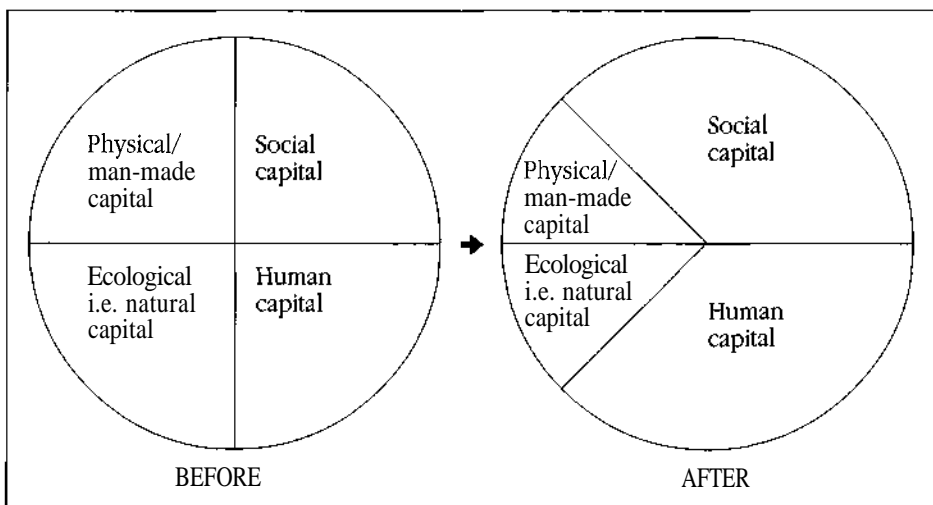 Physical/
man-made
capital
Social
capital
Ecological
i.e. natural
capital
Human
capital
BEFORE
Social
capital
Physical/
man-made
capital
Ecological
i.e. natural
capital
Human
capital
AFTER